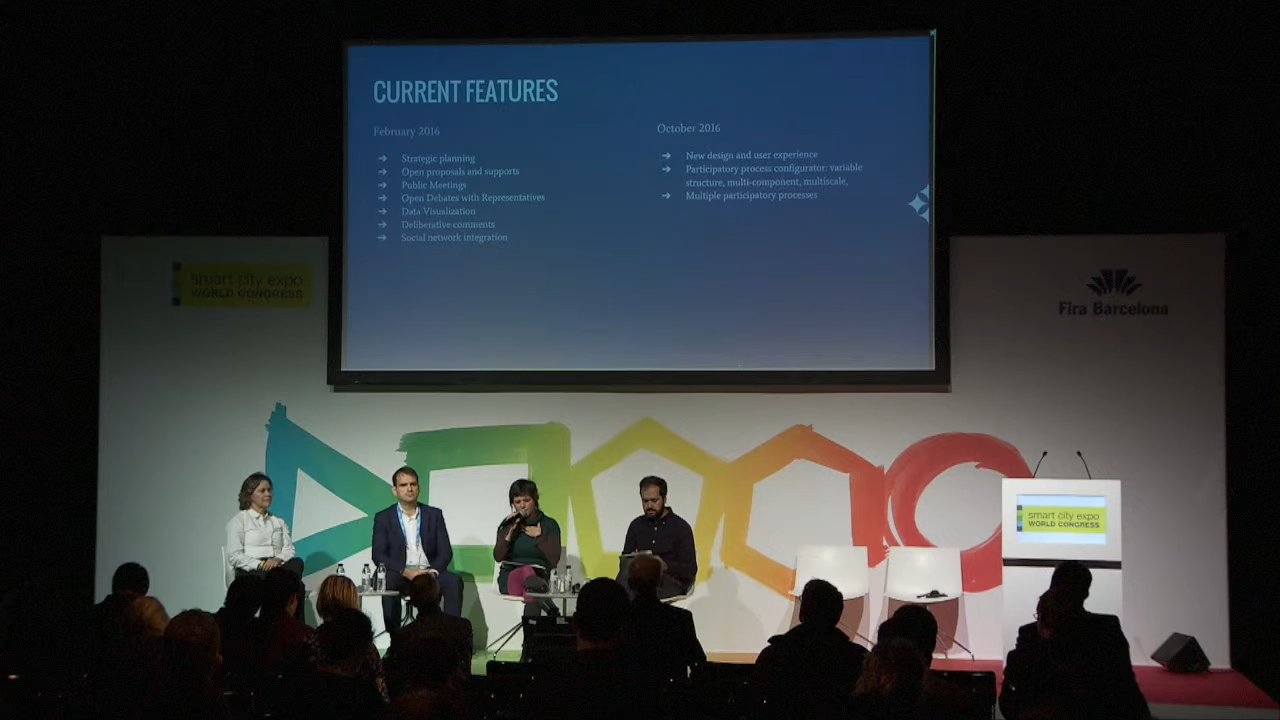 CURRENT FEATURES
February 2016
➔ Strategic planning
➔ Open proposals and supports
➔ Public Meetings
➔ Open Debates with Representatives
➔ Data Visualization
➔ Deliberative comments
➔ Social network integration
October 2016
➔ New design and user experience
➔ Participatory process configurator: variable
structure, multi-component, multiscale,
➔ Multiple participatory processes
smart city expo
WORLD CONGRESS
Fira Barcelona
smart city expo
WORLD CONGRESS